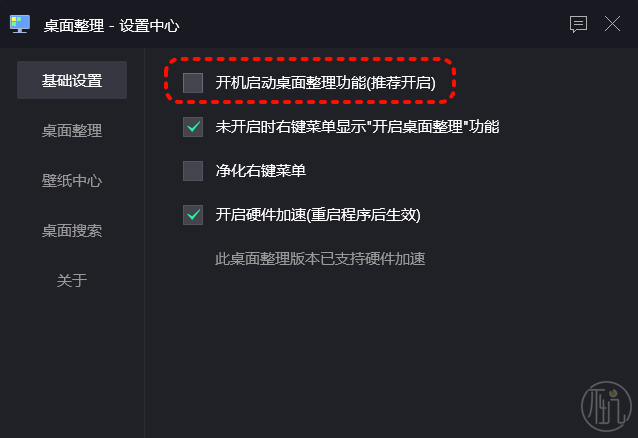 桌面整理 - 设置中心
基础设置
桌面整理
壁纸中心
桌面搜索
关于
开机启动桌面整理功能(推荐开启)
未开启时右键菜单显示"开启桌面整理"功能
净化右键菜单
开启硬件加速(重启程序后生效)
此桌面整理版本已支持硬件加速